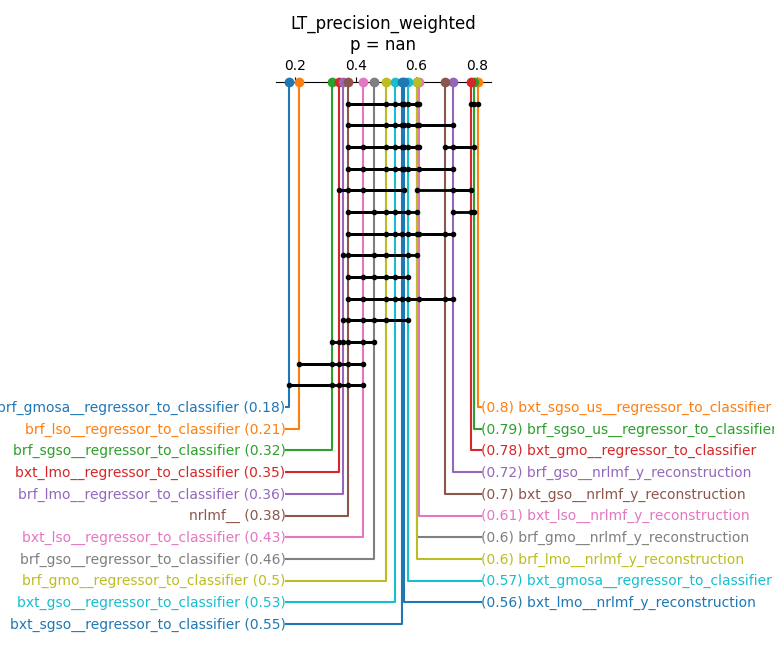 LT_precision_weighted
p = nan
0.2 0.4 0.6 0.8
brf_gmosa__regressor_to_classifier (0.18) (0.8) bxt_sgso_us__regressor_to_classifier
brf_lso__regressor_to_classifier (0.21) (0.79) brf_sgso_us__regressor_to_classifier
brf_sgso__regressor_to_classifier (0.32) (0.78) bxt_gmo__regressor_to_classifier
bxt_lmo__regressor_to_classifier (0.35) (0.72) brf_gso__nrlmf_y_reconstruction
brf_lmo__regressor_to_classifier (0.36) (0.7) bxt_gso__nrlmf_y_reconstruction
nrlmf__ (0.38) (0.61) bxt_lso__nrlmf_y_reconstruction
bxt_lso__regressor_to_classifier (0.43) (0.6) brf_gmo__nrlmf_y_reconstruction
brf_gso__regressor_to_classifier (0.46) (0.6) brf_lmo__nrlmf_y_reconstruction
brf_gmo__regressor_to_classifier (0.5) (0.57) bxt_gmosa__regressor_to_classifier
bxt_gso__regressor_to_classifier (0.53) (0.56) bxt_lmo__nrlmf_y_reconstruction
bxt_sgso__regressor_to_classifier (0.55)